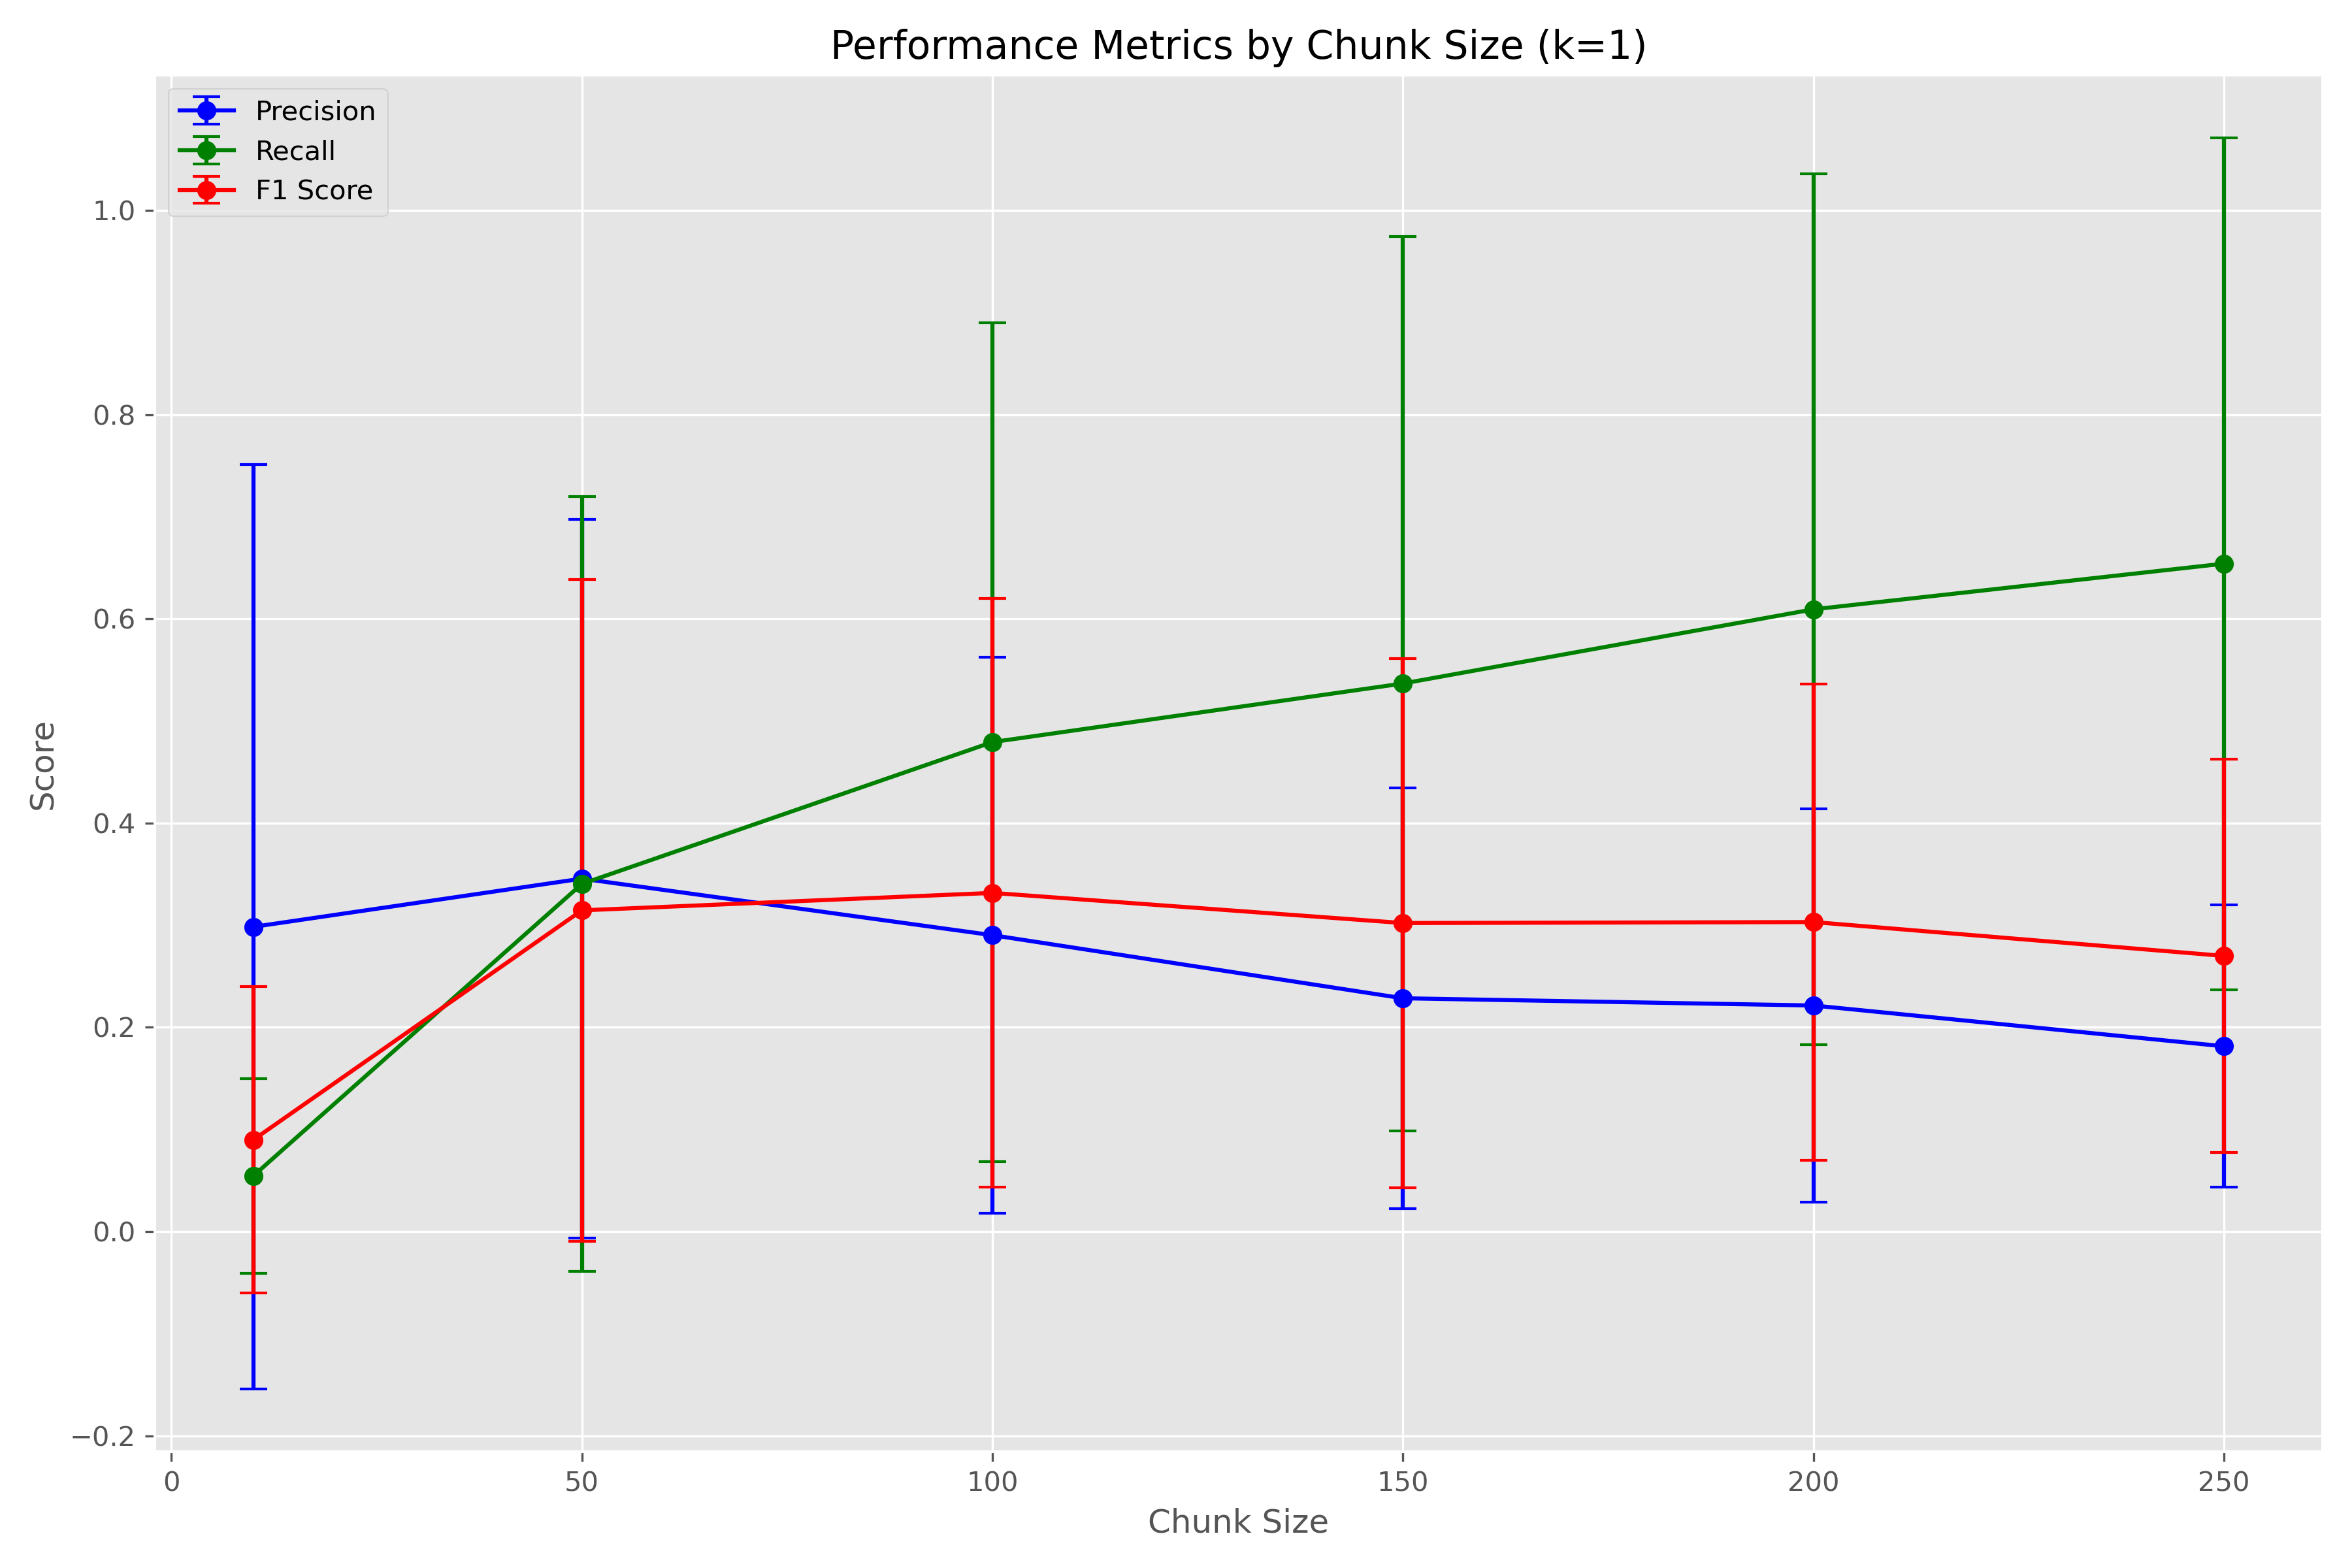 Performance Metrics by Chunk Size (k=1)
Precision
Recall
F1 Score
1.0
0.8
0.6
0.4
0.2
0.0
−0.2
Score
0 50 100 150 200 250
Chunk Size